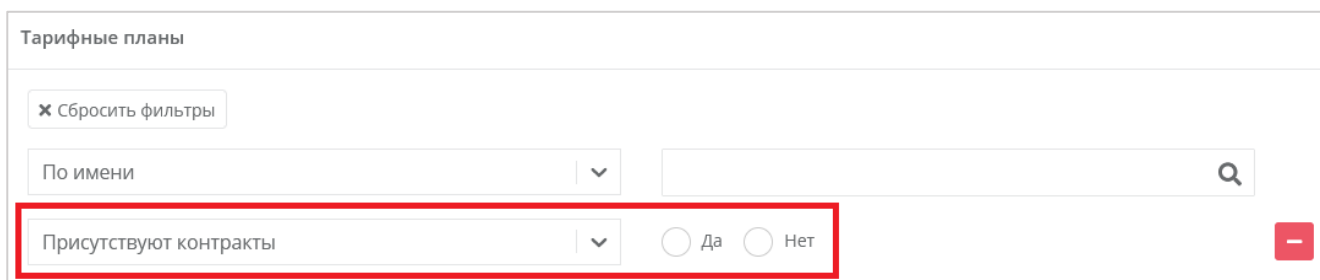 Тарифные планы
× Сбросить фильтры
По имени
Присутствуют контракты Да Нет